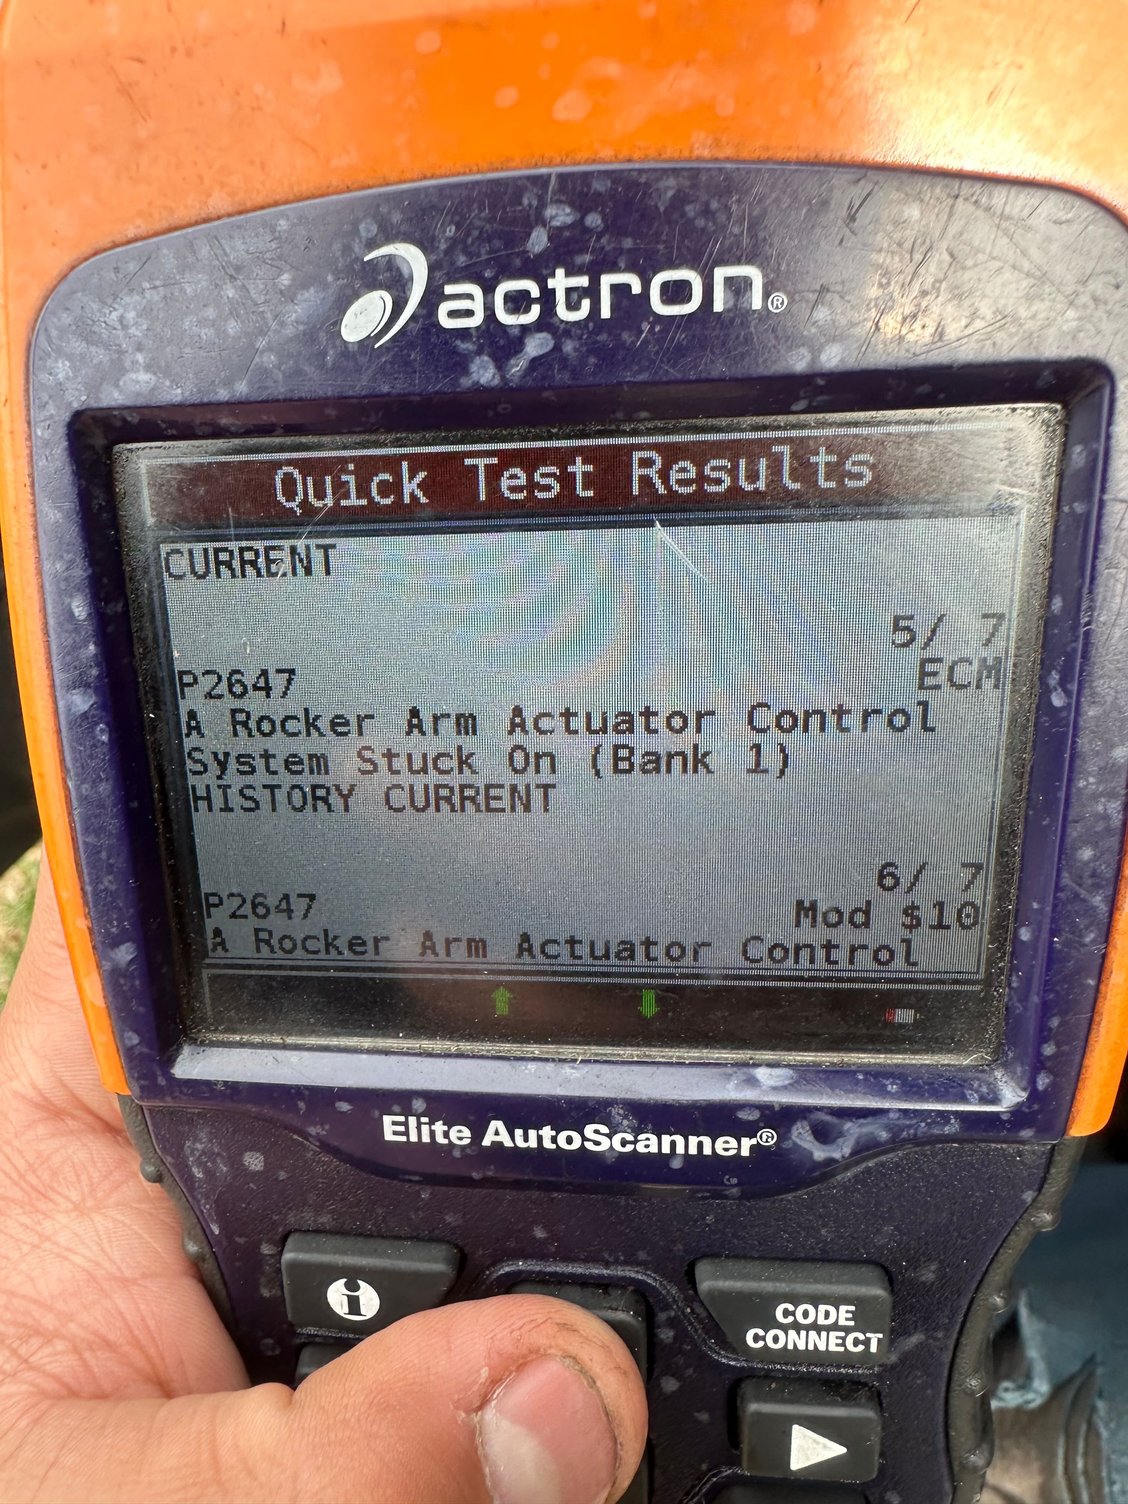 actron®
Quick Test Results
CURRENT
5/ 7
P2647 ECM
A Rocker Arm Actuator Control
System Stuck On (Bank 1)
HISTORY CURRENT
6/ 7
P2647 Mod $10
A Rocker Arm Actuator Control
Elite AutoScanner®
i
CODE
CONNECT